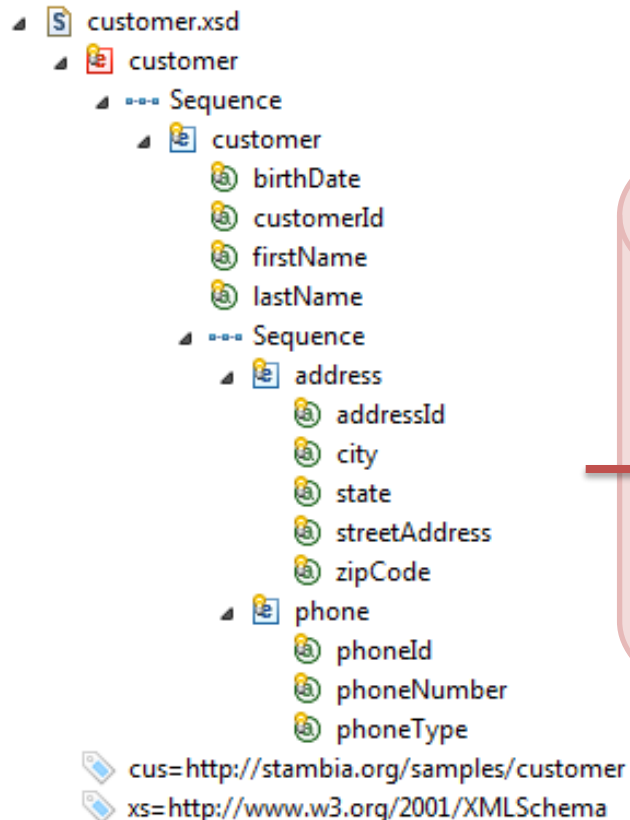 customer.xsd
customer
Sequence
customer
birthDate
customerId
firstName
lastName
Sequence
address
addressId
city
state
streetAddress
zipCode
phone
phoneId
phoneNumber
phoneType
cus=http://stambia.org/samples/customer
xs=http://www.w3.org/2001/XMLSchema